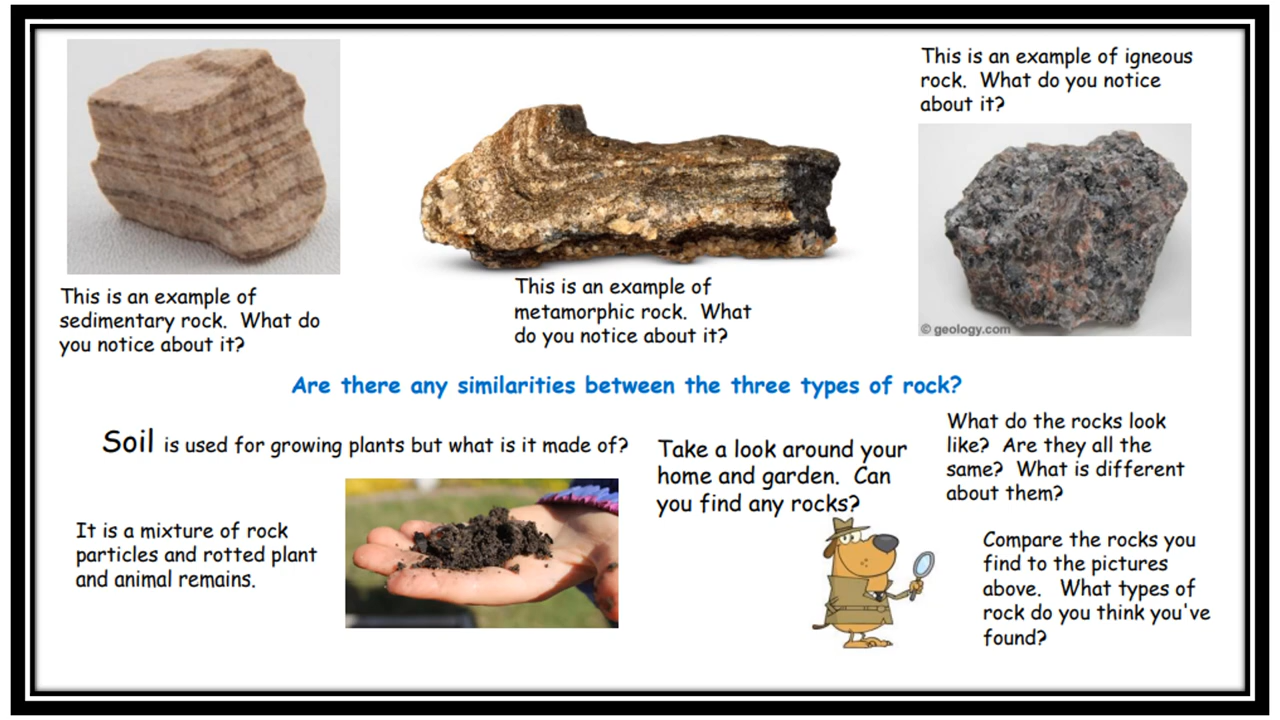 This is an example of igneous
rock.  What do you notice
about it?
© geology.com
This is an example of
sedimentary rock.  What do
you notice about it?
This is an example of
metamorphic rock.  What
do you notice about it?
Are there any similarities between the three types of rock?
Soil is used for growing plants but what is it made of?
It is a mixture of rock
particles and rotted plant
and animal remains.
Take a look around your
home and garden.  Can
you find any rocks?
What do the rocks look
like?  Are they all the
same?  What is different
about them?
Compare the rocks you
find to the pictures
above.   What types of
rock do you think you've
found?